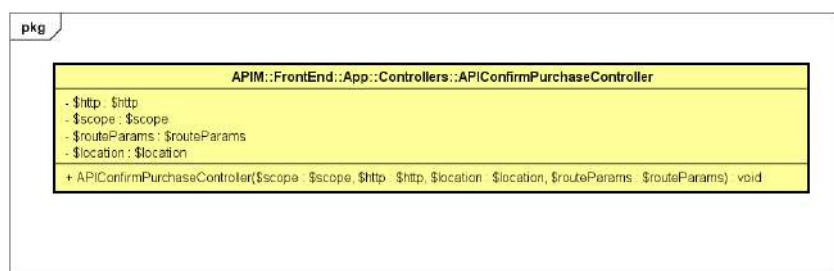 pkg
APIM::FrontEnd::App::Controllers::APIConfirmPurchaseController
- $http : $http
- $scope : $scope
- $routeParams : $routeParams
- $location : $location
+ APIConfirmPurchaseController($scope : $scope, $http : $http, $location : $location, $routeParams : $routeParams) : void